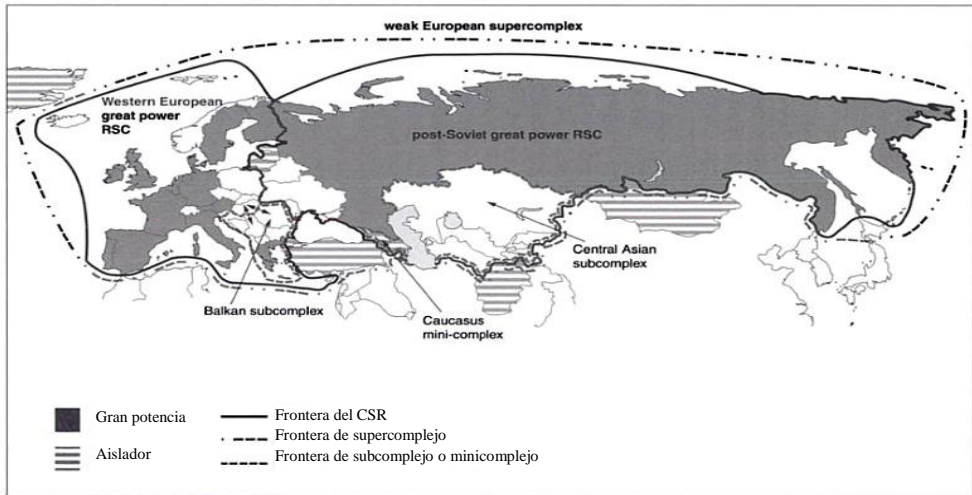 weak European supercomplex
Western European
great power
RSC
post-Soviet great power RSC
Central Asian
subcomplex
Balkan subcomplex
Caucasus
mini-complex
Gran potencia
Frontera del CSR
Frontera de supercomplejo
Aislador
Frontera de subcomplejo o minicomplejo